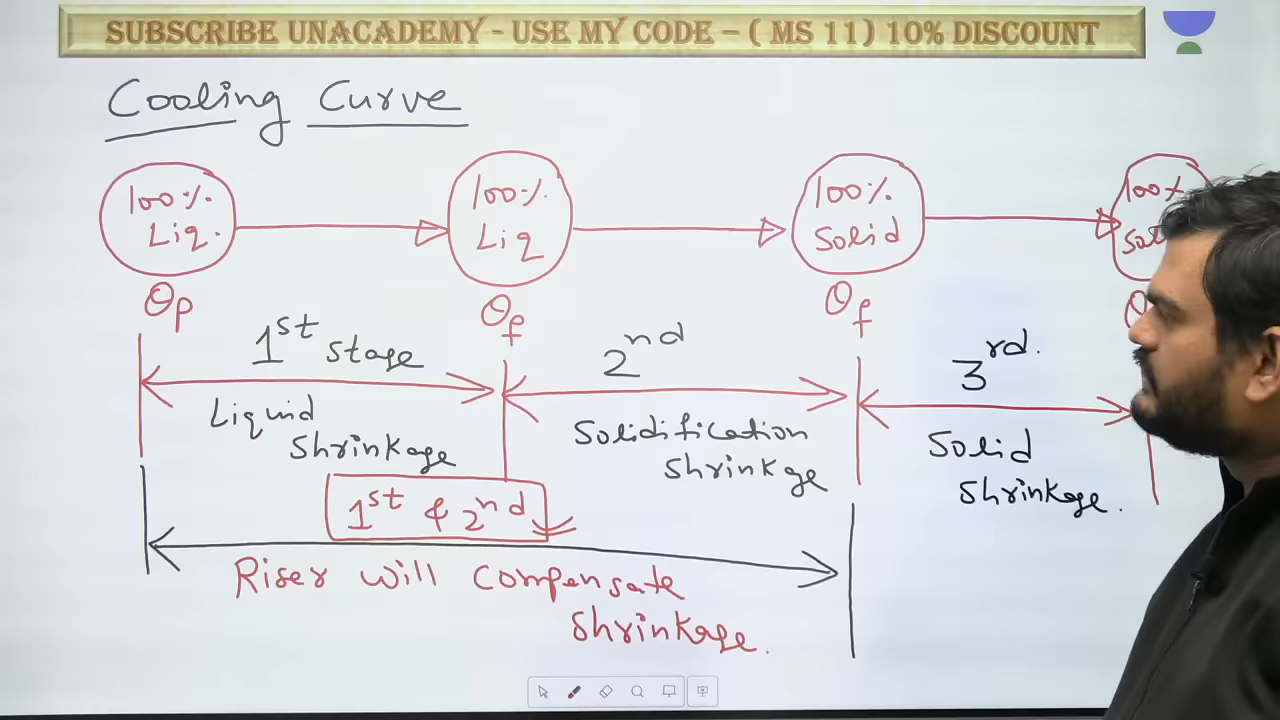 SUBSCRIBE UNACADEMY - USE MY CODE – ( MS 11) 10% DISCOUNT
Cooling Curve
100% Liq.
100% Liq
100% Solid
100%
θp
θf
θf
1st stage
2nd
3rd.
Liquid shrinkage
Solidification shrinkage
Solid shrinkage.
1st & 2nd
Riser will compensate shrinkage.